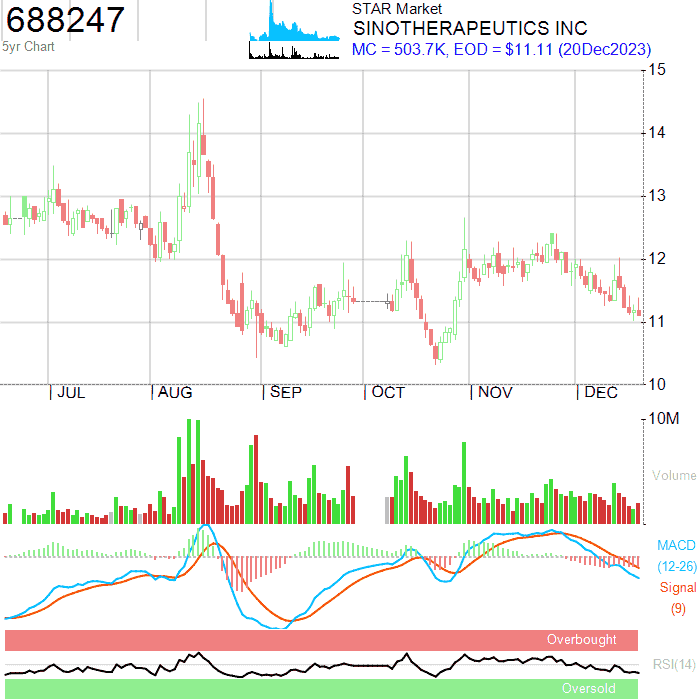 688247
5yr Chart
STAR Market
SINOTHERAPEUTICS INC
MC = 503.7K, EOD = $11.11 (20Dec2023)
15
14
13
12
11
10
JUL AUG SEP OCT NOV DEC
10M
Volume
MACD
(12-26)
Signal
(9)
Overbought
RSI(14)
Oversold